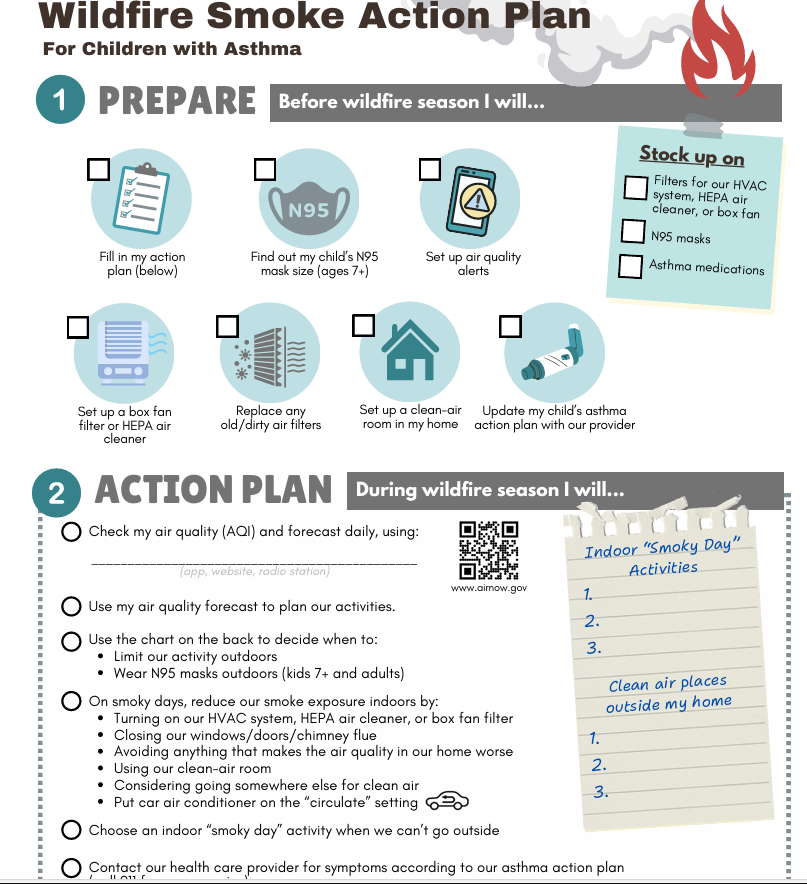 Wildfire Smoke Action Plan
For Children with Asthma
1 PREPARE Before wildfire season I will...
Fill in my action
plan (below)
N95
Find out my child's N95
mask size (ages 7+)
Set up air quality
alerts
Stock up on
Filters for our HVAC
system, HEPA air
cleaner, or box fan
N95 masks
Asthma medications
Set up a box fan
filter or HEPA air
cleaner
Replace any
old/dirty air filters
Set up a clean-air
room in my home
Update my child's asthma
action plan with our provider
2 ACTION PLAN During wildfire season I will...
Check my air quality (AQI) and forecast daily, using:
(app, website, radio station)
www.airnow.gov
Use my air quality forecast to plan our activities.
Use the chart on the back to decide when to:
• Limit our activity outdoors
• Wear N95 masks outdoors (kids 7+ and adults)
On smoky days, reduce our smoke exposure indoors by:
• Turning on our HVAC system, HEPA air cleaner, or box fan filter
• Closing our windows/doors/chimney flue
• Avoiding anything that makes the air quality in our home worse
• Using our clean-air room
• Considering going somewhere else for clean air
• Put car air conditioner on the "circulate" setting
Choose an indoor "smoky day" activity when we can't go outside
Contact our health care provider for symptoms according to our asthma action plan
Indoor "Smoky Day"
Activities
1.
2.
3.
Clean air places
outside my home
1.
2.
3.